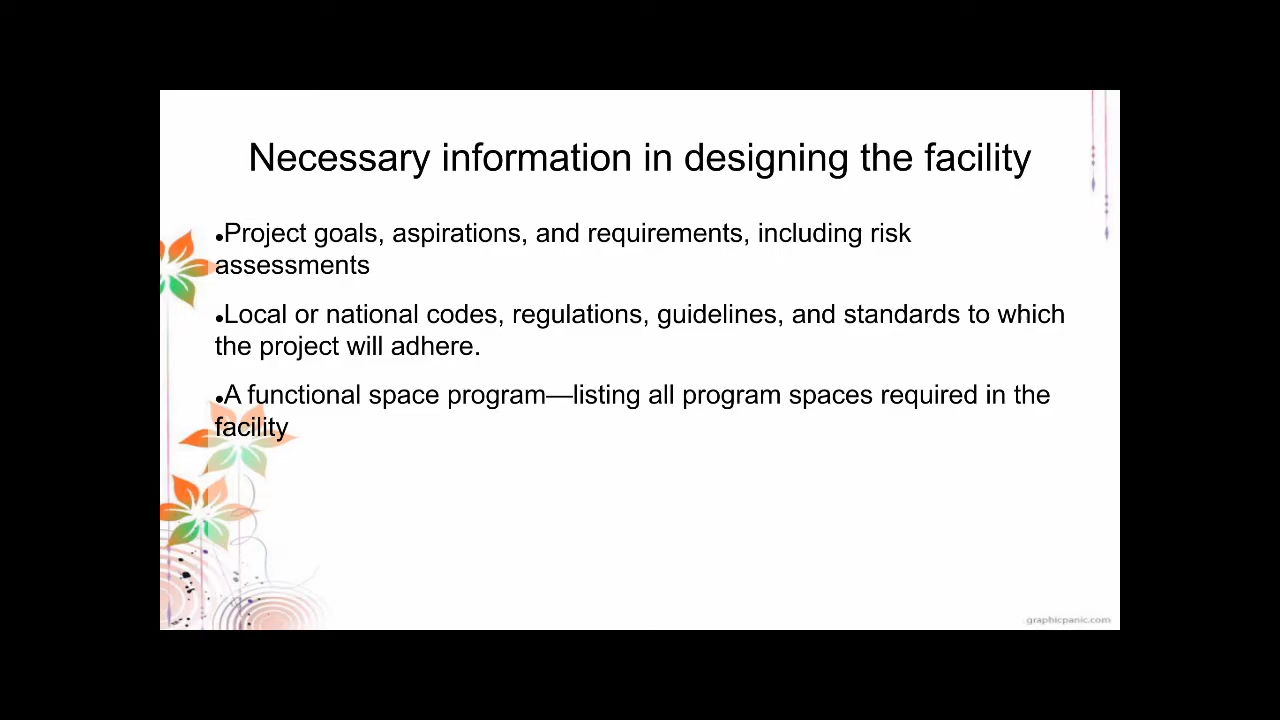 Necessary information in designing the facility
●Project goals, aspirations, and requirements, including risk
assessments
●Local or national codes, regulations, guidelines, and standards to which
the project will adhere.
●A functional space program—listing all program spaces required in the
facility
graphicpanic.com